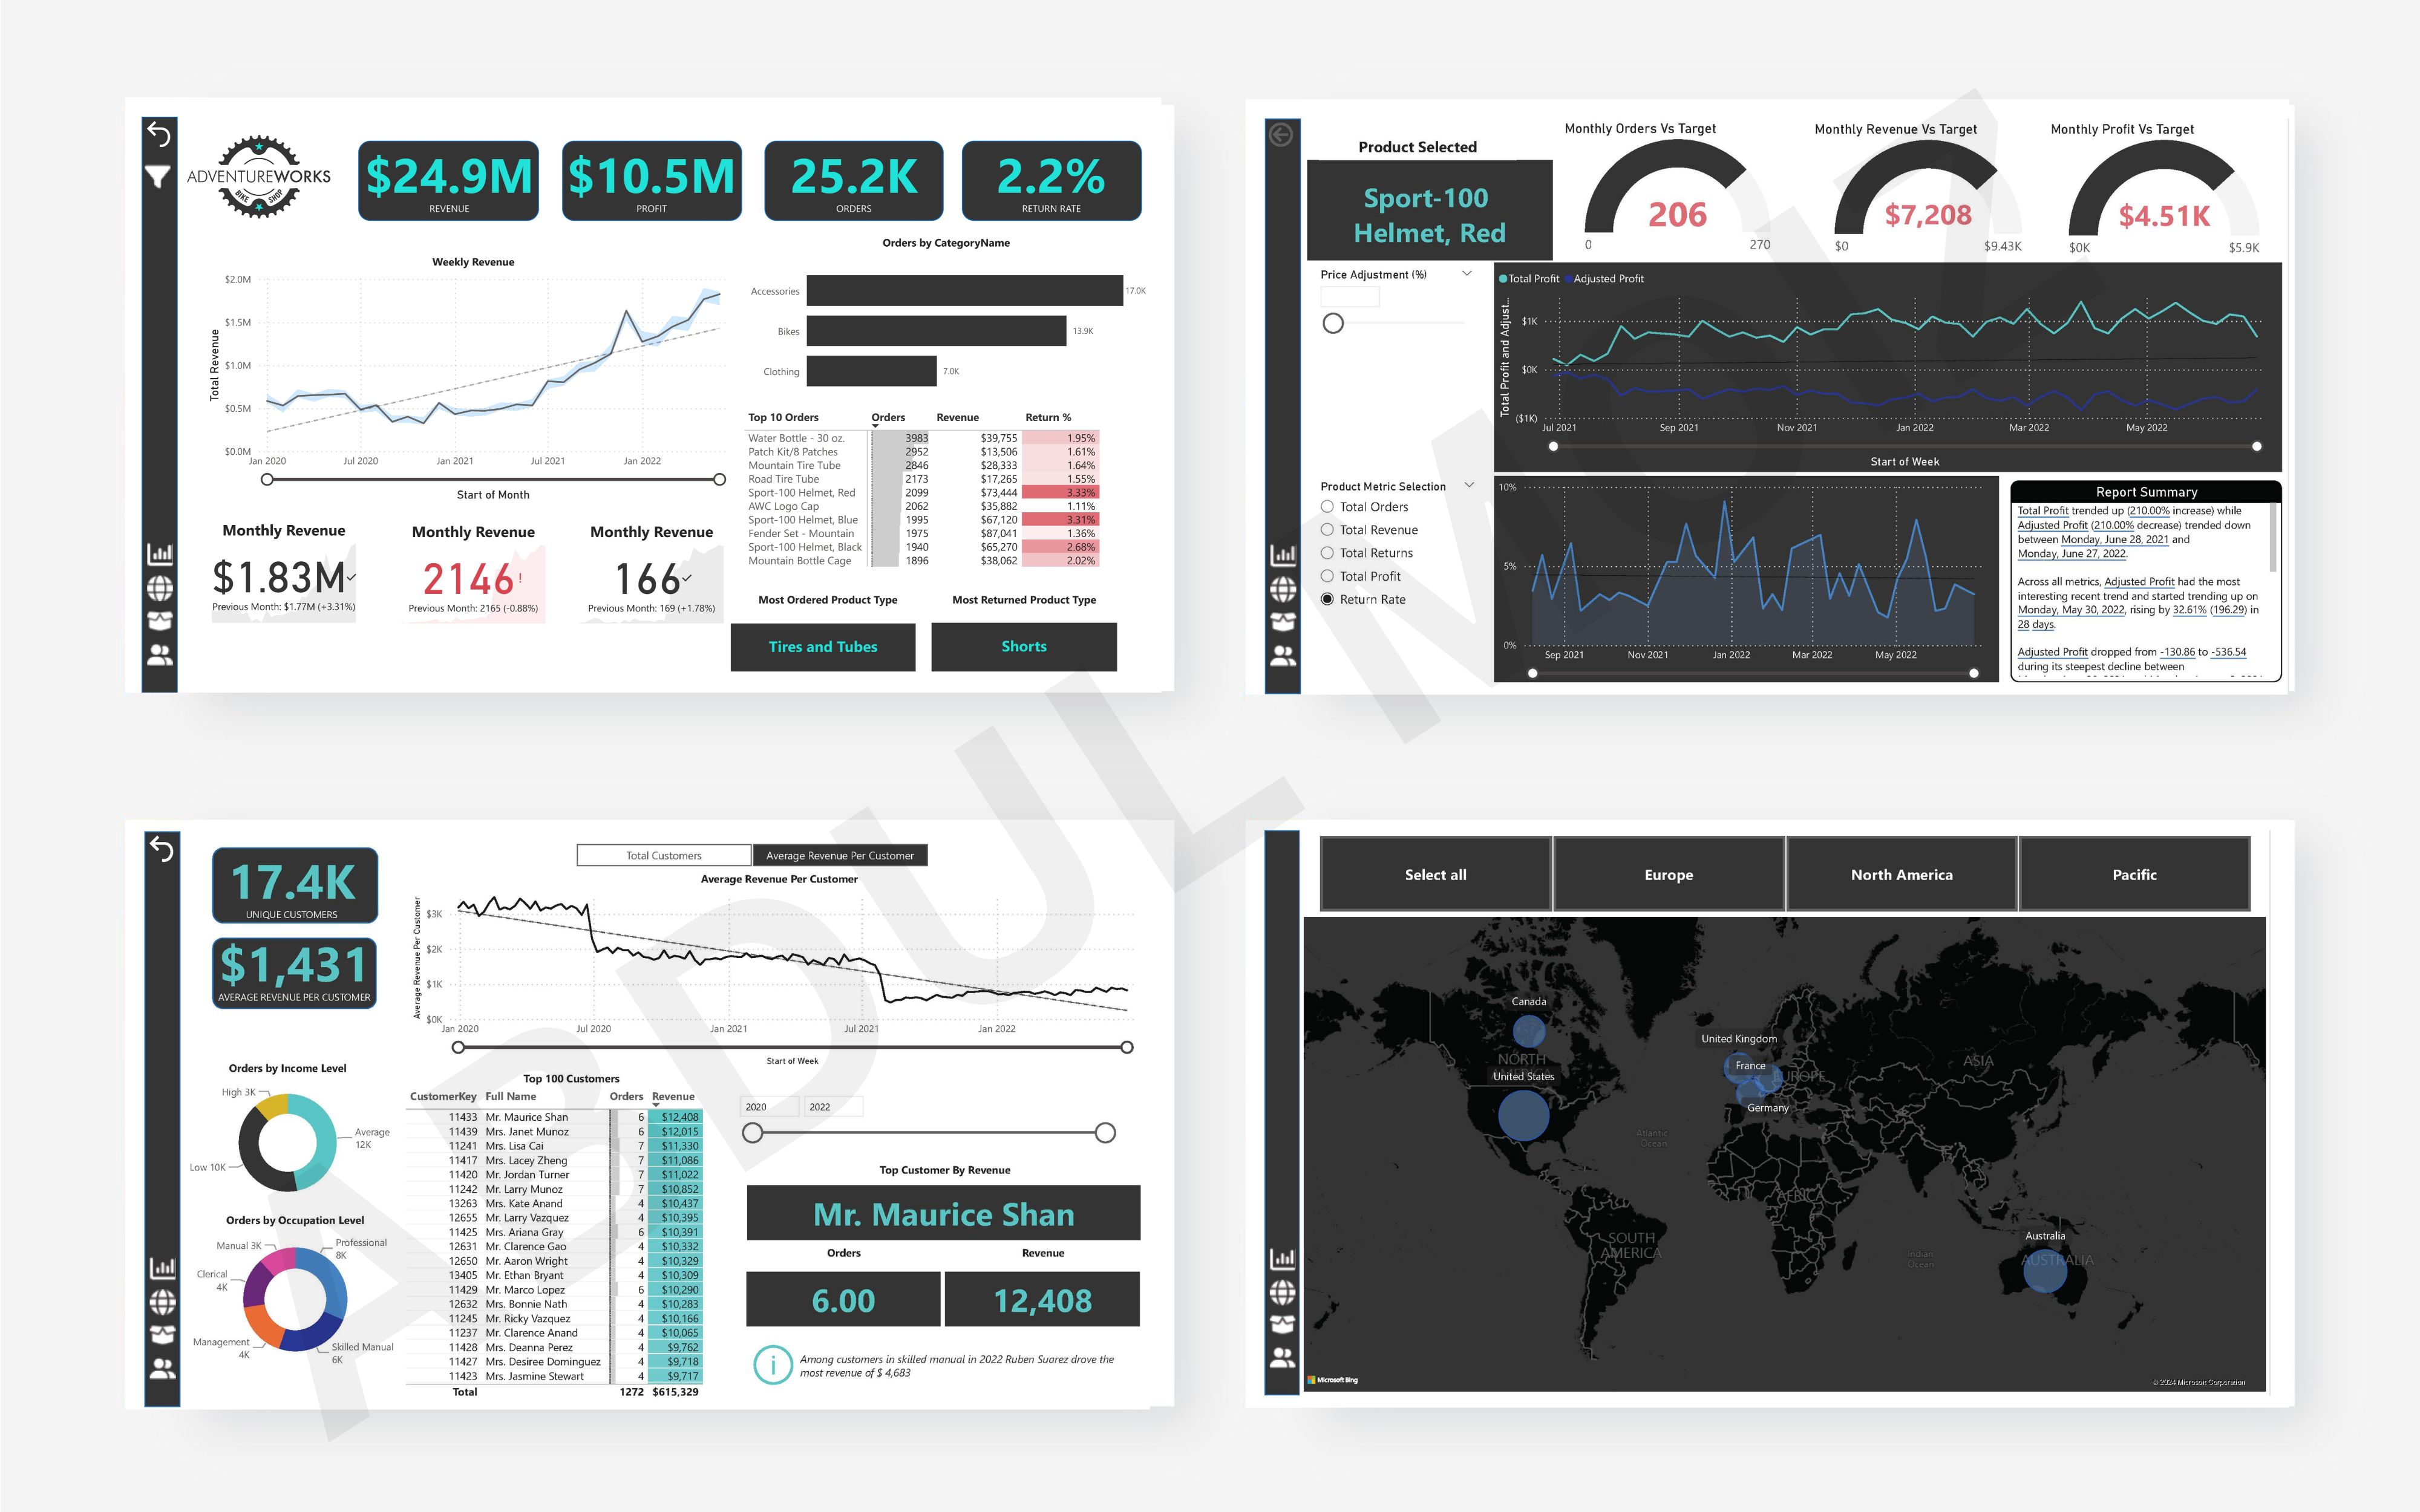 ADVENTUREWORKS
BIKE SHOP
$24.9M
REVENUE
$10.5M
PROFIT
25.2K
ORDERS
2.2%
RETURN RATE
Weekly Revenue
Total Revenue
$2.0M
$1.5M
$1.0M
$0.5M
$0.0M
Jan 2020 Jul 2020 Jan 2021 Jul 2021 Jan 2022
Start of Month
Orders by CategoryName
Accessories 17.0K
Bikes 13.9K
Clothing 7.0K
Top 10 Orders Orders Revenue Return %
Water Bottle - 30 oz. 3983 $39,755 1.95%
Patch Kit/8 Patches 2952 $13,506 1.61%
Mountain Tire Tube 2846 $28,333 1.64%
Road Tire Tube 2173 $17,265 1.55%
Sport-100 Helmet, Red 2099 $73,444 3.33%
AWC Logo Cap 2062 $35,882 1.11%
Sport-100 Helmet, Blue 1995 $67,120 3.31%
Fender Set - Mountain 1975 $87,041 1.36%
Sport-100 Helmet, Black 1940 $65,270 2.68%
Mountain Bottle Cage 1896 $38,062 2.02%
Monthly Revenue
$1.83M
Previous Month: $1.77M (+3.31%)
Monthly Revenue
2146!
Previous Month: 2165 (-0.88%)
Monthly Revenue
166
Previous Month: 169 (+1.78%)
Most Ordered Product Type
Tires and Tubes
Most Returned Product Type
Shorts
Product Selected
Sport-100
Helmet, Red
Monthly Orders Vs Target
206
0 270
Monthly Revenue Vs Target
$7,208
$0 $9.43K
Monthly Profit Vs Target
$4.51K
$0K $5.9K
Price Adjustment (%)
Total Profit Adjusted Profit
Total Profit and Adjust...
$1K
$0K
($1K)
Jul 2021 Sep 2021 Nov 2021 Jan 2022 Mar 2022 May 2022
Start of Week
Product Metric Selection
Total Orders
Total Revenue
Total Returns
Total Profit
Return Rate
10%
5%
0%
Sep 2021 Nov 2021 Jan 2022 Mar 2022 May 2022
Report Summary
Total Profit trended up (210.00% increase) while
Adjusted Profit (210.00% decrease) trended down
between Monday, June 28, 2021 and
Monday, June 27, 2022.
Across all metrics, Adjusted Profit had the most
interesting recent trend and started trending up on
Monday, May 30, 2022, rising by 32.61% (196.29) in
28 days.
Adjusted Profit dropped from -130.86 to -536.54
during its steepest decline between
17.4K
UNIQUE CUSTOMERS
$1,431
AVERAGE REVENUE PER CUSTOMER
Total Customers Average Revenue Per Customer
Average Revenue Per Customer
Average Revenue Per Customer
$3K
$2K
$1K
$0K
Jan 2020 Jul 2020 Jan 2021 Jul 2021 Jan 2022
Start of Week
Orders by Income Level
High 3K
Average
12K
Low 10K
Orders by Occupation Level
Manual 3K
Professional
8K
Clerical
4K
Management
4K
Skilled Manual
6K
Top 100 Customers
CustomerKey Full Name Orders Revenue
11433 Mr. Maurice Shan 6 $12,408
11439 Mrs. Janet Munoz 6 $12,015
11241 Mrs. Lisa Cai 7 $11,330
11417 Mrs. Lacey Zheng 7 $11,086
11420 Mr. Jordan Turner 7 $11,022
11242 Mr. Larry Munoz 7 $10,852
13263 Mrs. Kate Anand 4 $10,437
12655 Mr. Larry Vazquez 4 $10,395
11425 Mrs. Ariana Gray 6 $10,391
12631 Mr. Clarence Gao 4 $10,332
12650 Mr. Aaron Wright 4 $10,329
13405 Mr. Ethan Bryant 4 $10,309
11429 Mr. Marco Lopez 6 $10,290
12632 Mrs. Bonnie Nath 4 $10,283
11245 Mr. Ricky Vazquez 4 $10,166
11237 Mr. Clarence Anand 4 $10,065
11428 Mrs. Deanna Perez 4 $9,762
11427 Mrs. Desiree Dominguez 4 $9,718
11423 Mrs. Jasmine Stewart 4 $9,717
Total 1272 $615,329
2020 2022
Top Customer By Revenue
Mr. Maurice Shan
Orders Revenue
6.00 12,408
i
Among customers in skilled manual in 2022 Ruben Suarez drove the
most revenue of $ 4,683
Select all Europe North America Pacific
Canada
United Kingdom
France
Germany
United States
Australia
NORTH
EUROPE
ASIA
AFRICA
SOUTH
AMERICA
AUSTRALIA
Atlantic
Ocean
Indian
Ocean
Microsoft Bing
© 2024 Microsoft Corporation
ABDUL